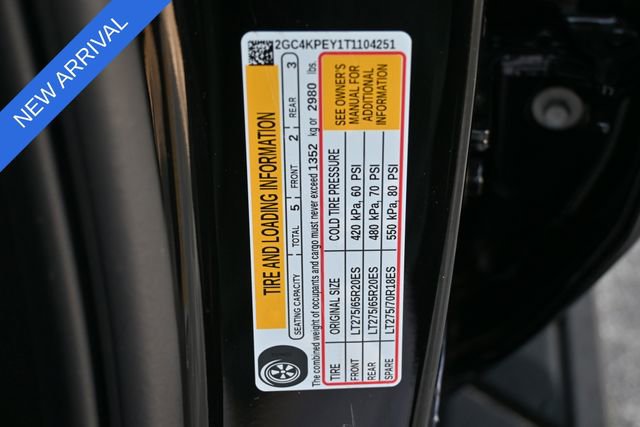 NEW ARRIVAL
2GC4KPEY1T1104251
TIRE AND LOADING INFORMATION
SEATING CAPACITY TOTAL 5 FRONT 2 REAR 3
The combined weight of occupants and cargo must never exceed 1352 kg or 2980 lbs.
TIRE ORIGINAL SIZE COLD TIRE PRESSURE
FRONT LT275/65R20ES 420 kPa, 60 PSI
REAR LT275/65R20ES 480 kPa, 70 PSI
SPARE LT275/70R18ES 550 kPa, 80 PSI
SEE OWNER'S
MANUAL FOR
ADDITIONAL
INFORMATION